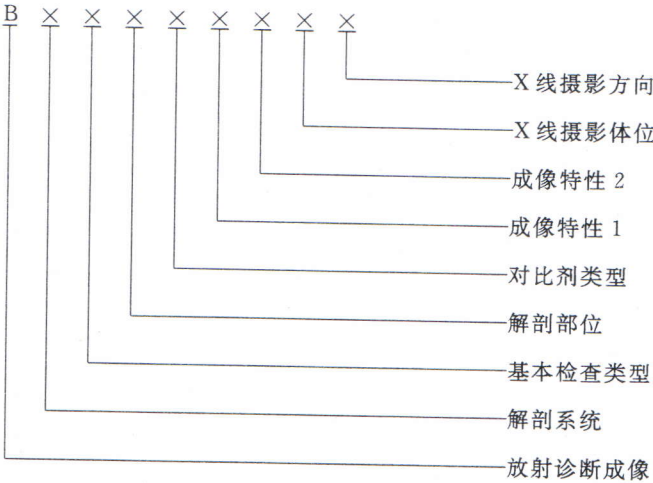 B × × × × × × × ×
X 线摄影方向
X 线摄影体位
成像特性 2
成像特性 1
对比剂类型
解剖部位
基本检查类型
解剖系统
放射诊断成像